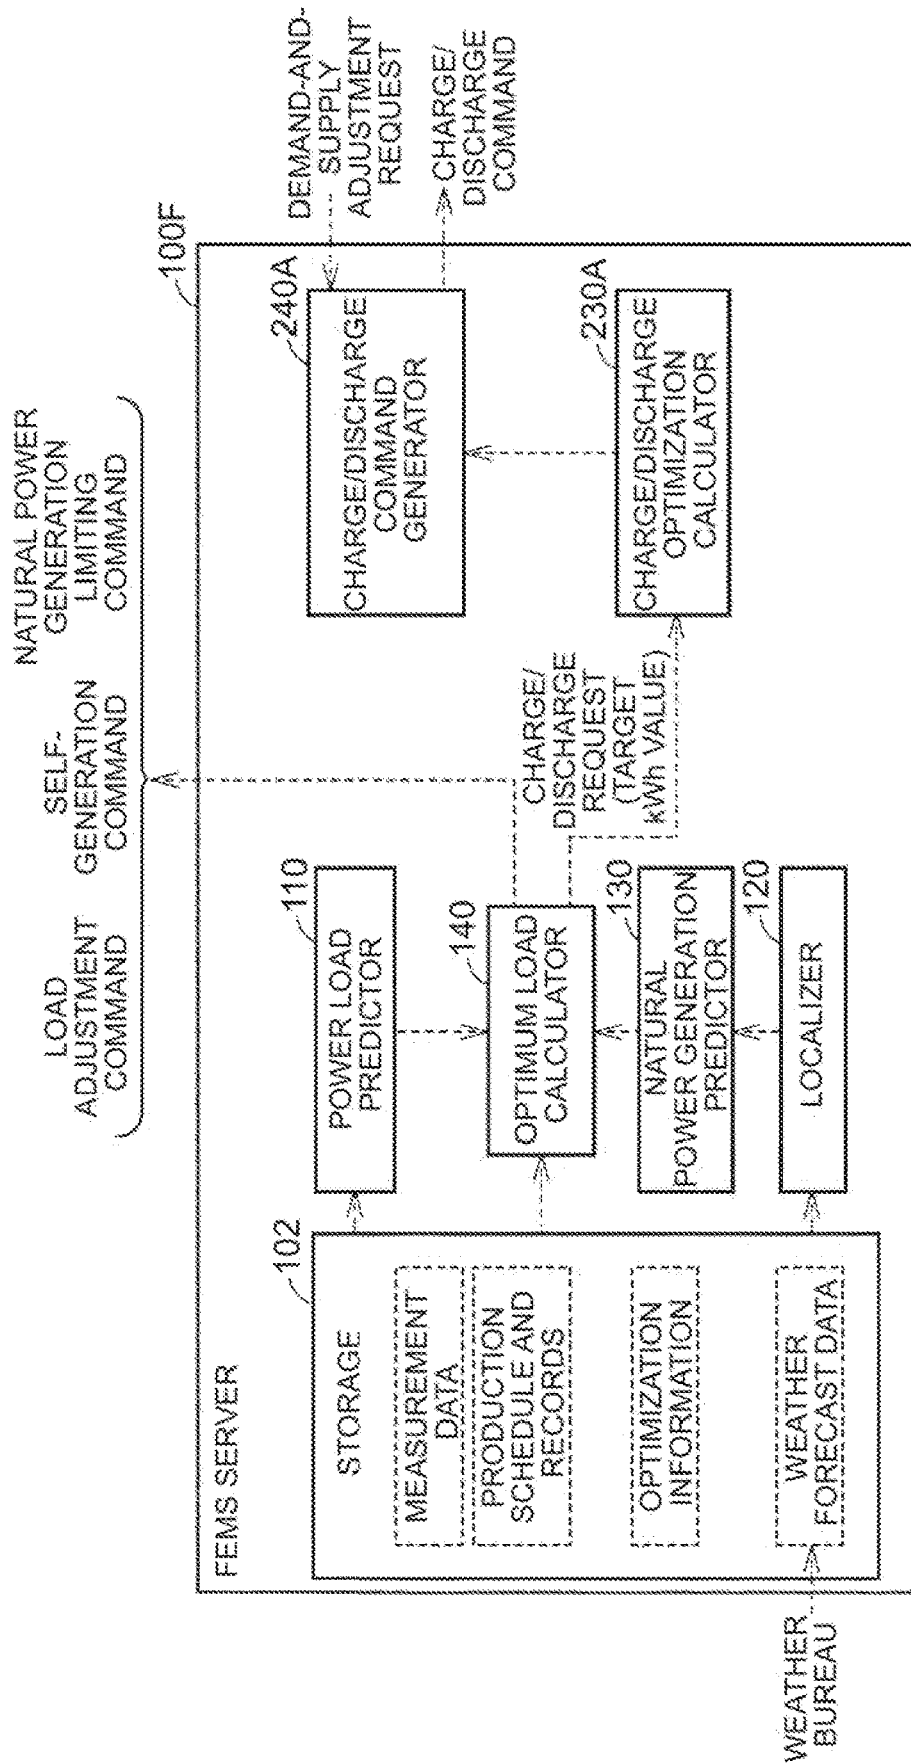 NATURAL POWER
GENERATION
LIMITING
COMMAND
SELF-
GENERATION
COMMAND
LOAD
ADJUSTMENT
COMMAND
100F
FEMS SERVER
DEMAND-AND-
SUPPLY
ADJUSTMENT
REQUEST
CHARGE/
DISCHARGE
COMMAND
102
STORAGE
MEASUREMENT
DATA
PRODUCTION
SCHEDULE AND
RECORDS
OPTIMIZATION
INFORMATION
WEATHER
FORECAST DATA
WEATHER
BUREAU
110
POWER LOAD
PREDICTOR
140
OPTIMUM LOAD
CALCULATOR
130
NATURAL
POWER GENERATION
PREDICTOR
120
LOCALIZER
CHARGE/
DISCHARGE
REQUEST
(TARGET
kWh VALUE)
240A
CHARGE/DISCHARGE
COMMAND
GENERATOR
230A
CHARGE/DISCHARGE
OPTIMIZATION
CALCULATOR